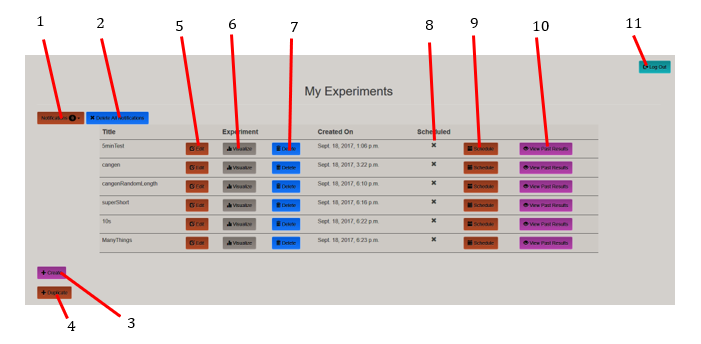 1 2 5 6 7 8 9 10 11
Log Out
My Experiments
Notifications Delete All Notifications
Title Experiment Created On Scheduled
5minTest Edit Visualize Delete Sept. 18, 2017, 1:06 p.m. ✖ Schedule View Past Results
cangen Edit Visualize Delete Sept. 18, 2017, 3:22 p.m. ✖ Schedule View Past Results
cangenRandomLength Edit Visualize Delete Sept. 18, 2017, 6:10 p.m. ✖ Schedule View Past Results
superShort Edit Visualize Delete Sept. 18, 2017, 6:16 p.m. ✖ Schedule View Past Results
10s Edit Visualize Delete Sept. 18, 2017, 6:22 p.m. ✖ Schedule View Past Results
ManyThings Edit Visualize Delete Sept. 18, 2017, 6:23 p.m. ✖ Schedule View Past Results
+ Create
+ Duplicate
4 3